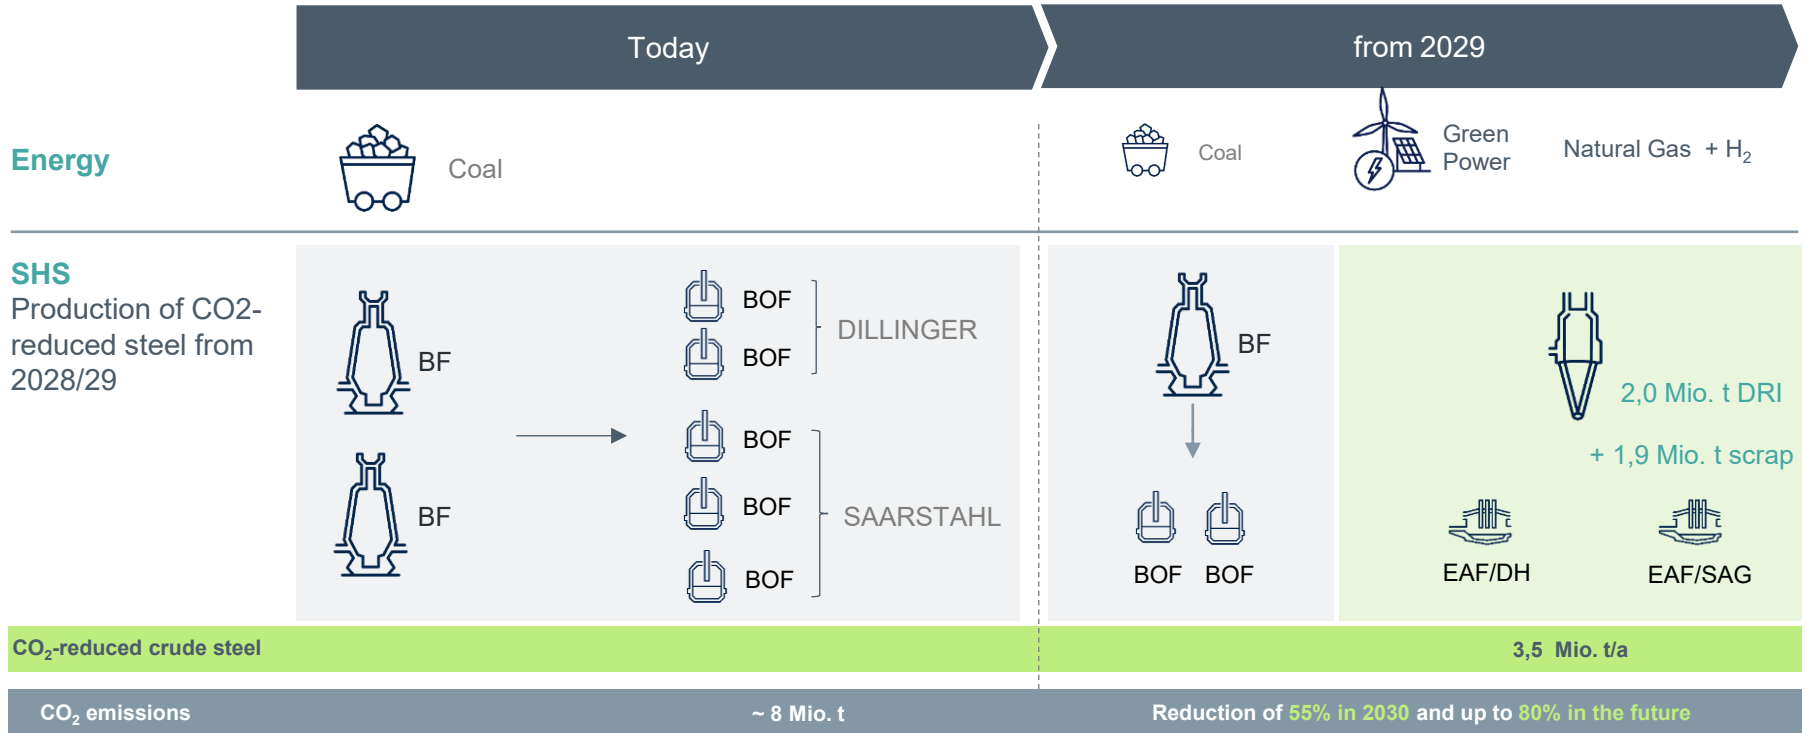 Today
from 2029
Energy
Coal
Coal
Green
Power
Natural Gas + H₂
SHS
Production of CO2-
reduced steel from
2028/29
BF
BF
BOF
BOF
DILLINGER
BOF
BOF
BOF
SAARSTAHL
BF
BOF BOF
2,0 Mio. t DRI
+ 1,9 Mio. t scrap
EAF/DH
EAF/SAG
CO₂-reduced crude steel
3,5 Mio. t/a
CO₂ emissions
~ 8 Mio. t
Reduction of 55% in 2030 and up to 80% in the future